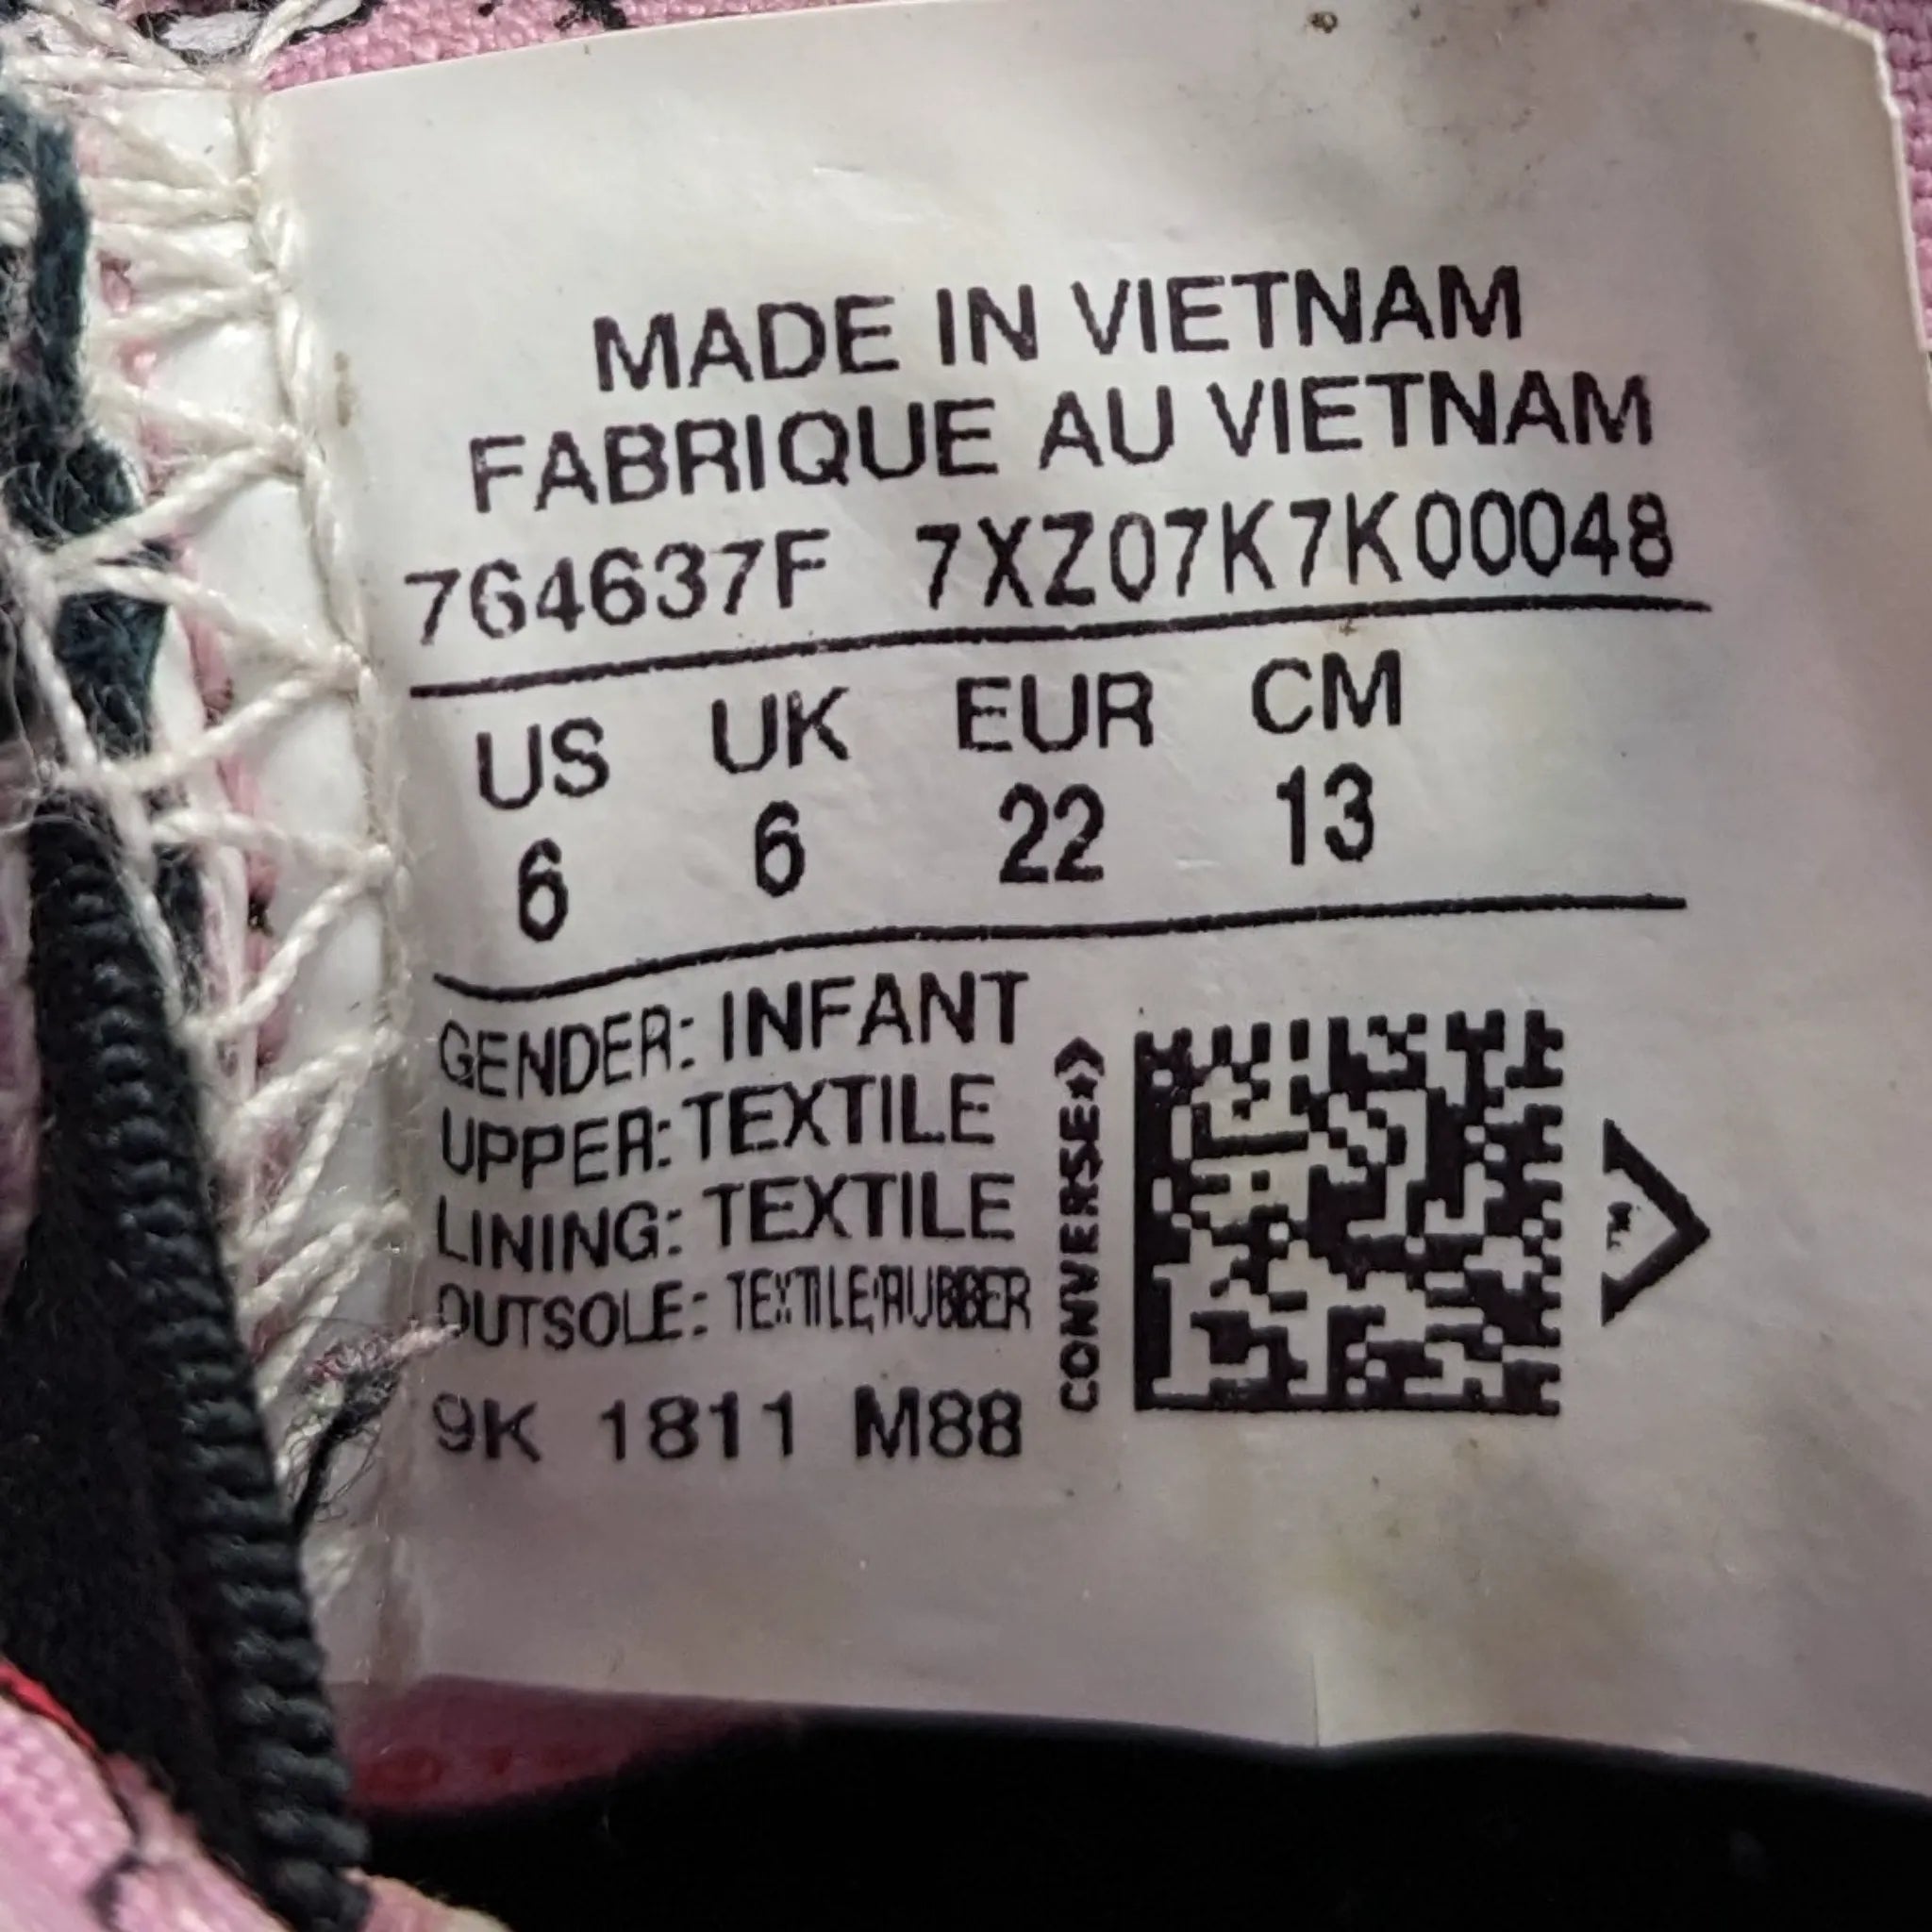 MADE IN VIETNAM
FABRIQUE AU VIETNAM
764637F 7XZ07K7K00048
US UK EUR CM
6 6 22 13
GENDER: INFANT
UPPER: TEXTILE
LINING: TEXTILE
OUTSOLE: TEXTILE/RUBBER
9K 1811 M88
CONVERSE